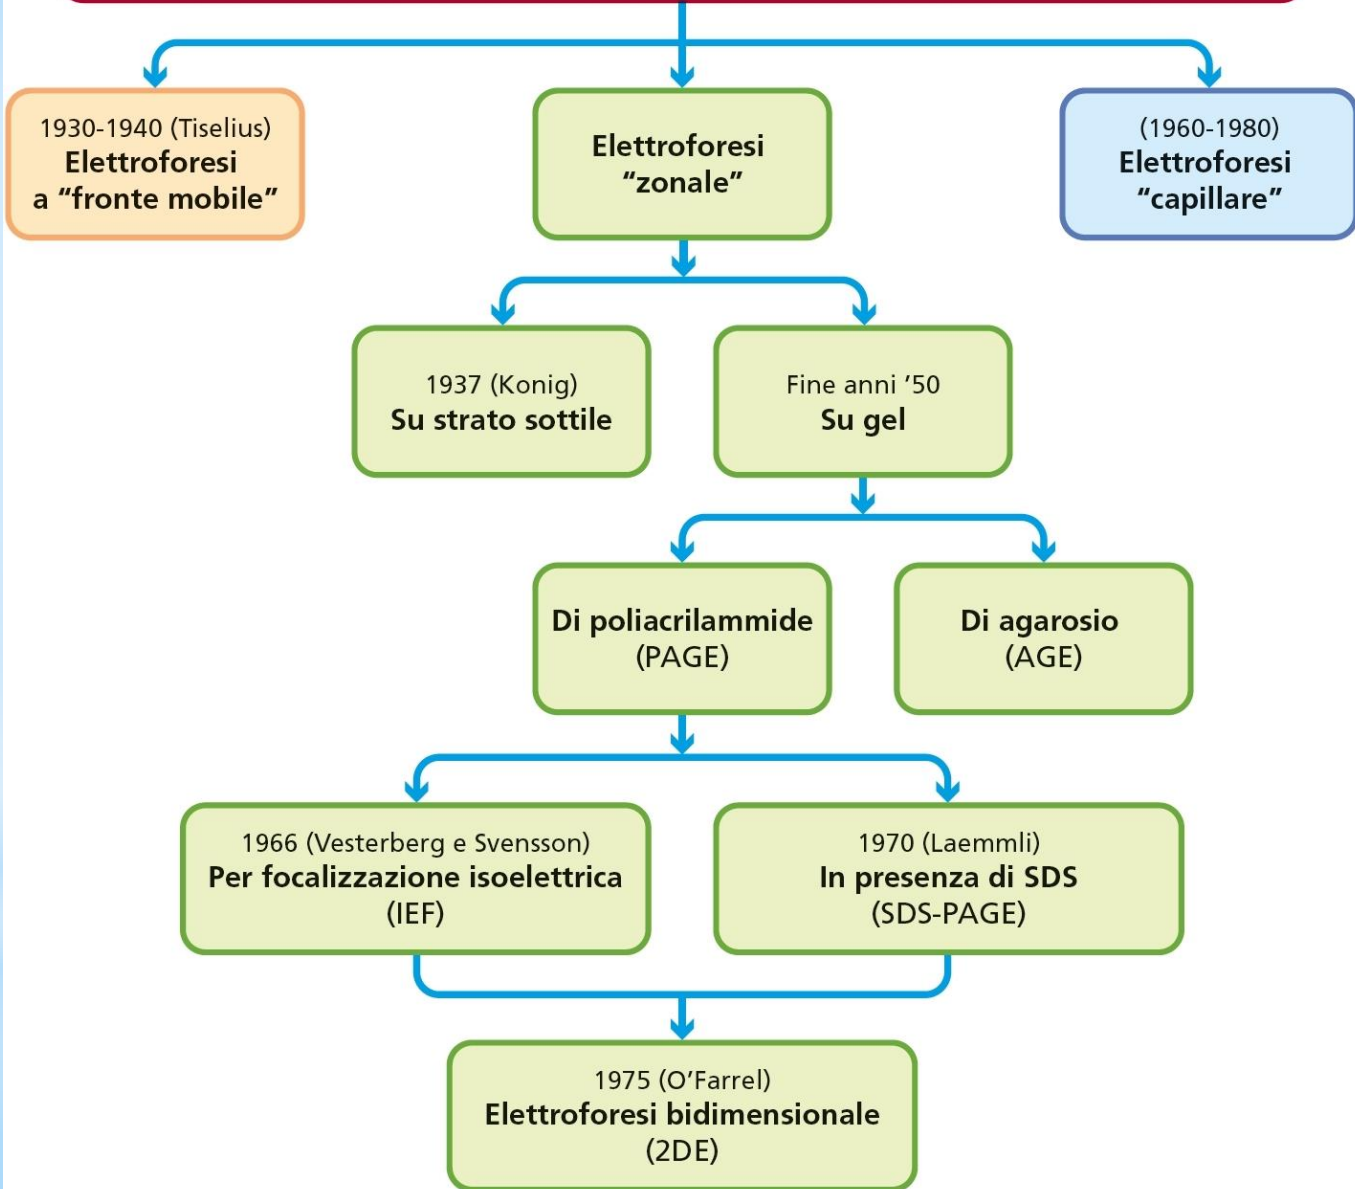 1930-1940 (Tiselius)
Elettroforesi
a “fronte mobile”
Elettroforesi
“zonale”
(1960-1980)
Elettroforesi
“capillare”
1937 (Konig)
Su strato sottile
Fine anni ’50
Su gel
Di poliacrilammide
(PAGE)
Di agarosio
(AGE)
1966 (Vesterberg e Svensson)
Per focalizzazione isoelettrica
(IEF)
1970 (Laemmli)
In presenza di SDS
(SDS-PAGE)
1975 (O’Farrel)
Elettroforesi bidimensionale
(2DE)